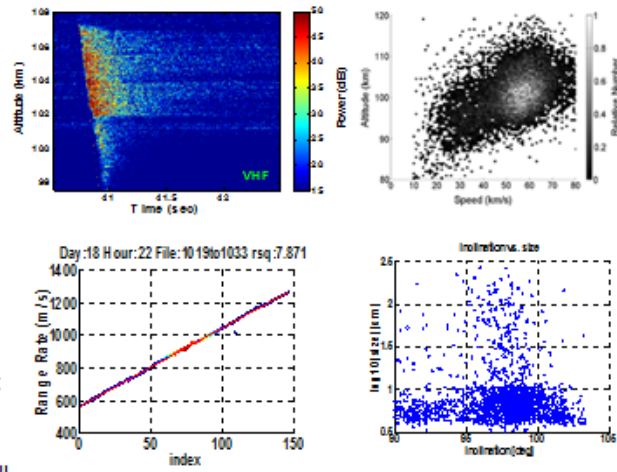 108
106
104
102
100
98
Altitude (km)
41
41.5
42
Time (sec)
VHF
50
45
40
35
30
25
20
15
Power (dB)
120
110
100
90
80
Altitude (km)
0 10 20 30 40 50 60 70 80
Speed (km/s)
1
0.8
0.6
0.4
0.2
0
Relative Number
Day:18 Hour:22 File:1019to1033 rsq:7.871
1400
1200
1000
800
600
400
Range Rate (m/s)
0 50 100 150
index
Inclination vs. size
2.5
2
1.5
1
0.5
log10(size)[cm]
90 95 100 105
Inclination[deg]